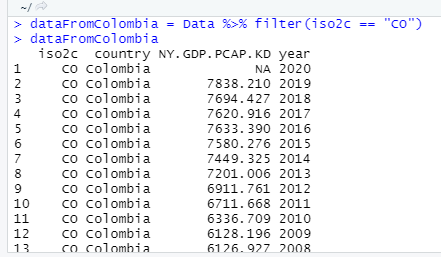 ~/
> dataFromColombia = Data %>% filter(iso2c == "CO")
> dataFromColombia
iso2c country NY.GDP.PCAP.KD year
1 CO Colombia NA 2020
2 CO Colombia 7838.210 2019
3 CO Colombia 7694.427 2018
4 CO Colombia 7620.916 2017
5 CO Colombia 7633.390 2016
6 CO Colombia 7580.276 2015
7 CO Colombia 7449.325 2014
8 CO Colombia 7201.006 2013
9 CO Colombia 6911.761 2012
10 CO Colombia 6711.668 2011
11 CO Colombia 6336.709 2010
12 CO Colombia 6128.196 2009
13 CO Colombia 6126.927 2008